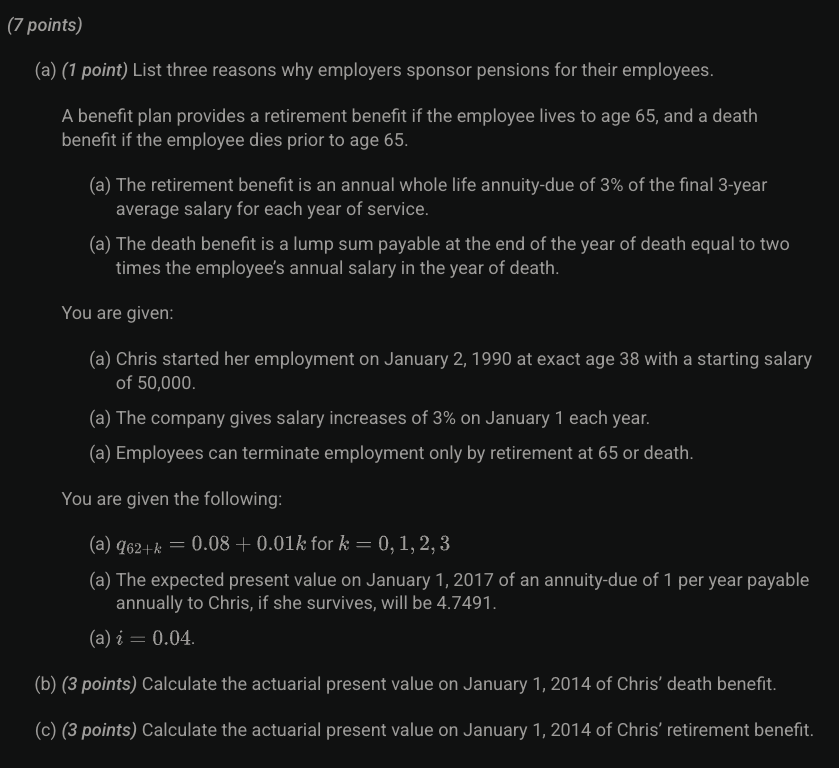 (7 points)
(a) (1 point) List three reasons why employers sponsor pensions for their employees.
A benefit plan provides a retirement benefit if the employee lives to age 65, and a death
benefit if the employee dies prior to age 65.
(a) The retirement benefit is an annual whole life annuity-due of 3% of the final 3-year
average salary for each year of service.
(a) The death benefit is a lump sum payable at the end of the year of death equal to two
times the employee’s annual salary in the year of death.
You are given:
(a) Chris started her employment on January 2, 1990 at exact age 38 with a starting salary
of 50,000.
(a) The company gives salary increases of 3% on January 1 each year.
(a) Employees can terminate employment only by retirement at 65 or death.
You are given the following:
(a) q₆₂₊ₖ = 0.08 + 0.01k for k = 0, 1, 2, 3
(a) The expected present value on January 1, 2017 of an annuity-due of 1 per year payable
annually to Chris, if she survives, will be 4.7491.
(a) i = 0.04.
(b) (3 points) Calculate the actuarial present value on January 1, 2014 of Chris’ death benefit.
(c) (3 points) Calculate the actuarial present value on January 1, 2014 of Chris’ retirement benefit.